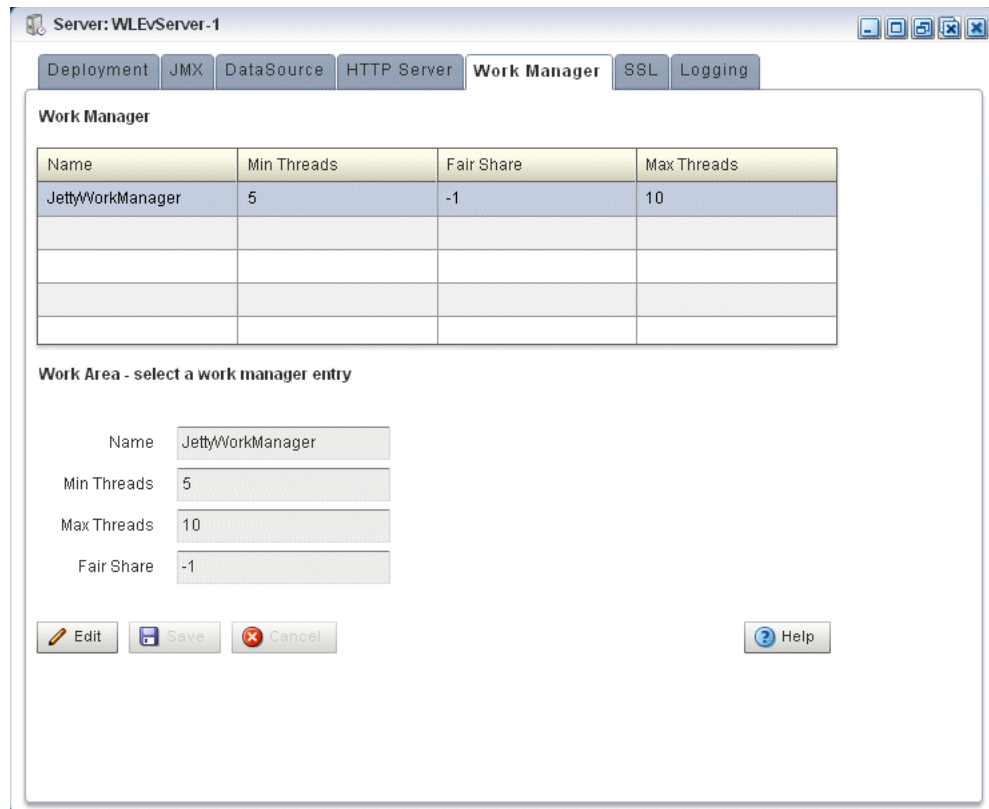 Server: WLEvServer-1
Deployment JMX DataSource HTTP Server Work Manager SSL Logging
Work Manager
Name Min Threads Fair Share Max Threads
JettyWorkManager 5 -1 10
Work Area - select a work manager entry
Name JettyWorkManager
Min Threads 5
Max Threads 10
Fair Share -1
Edit Save Cancel Help